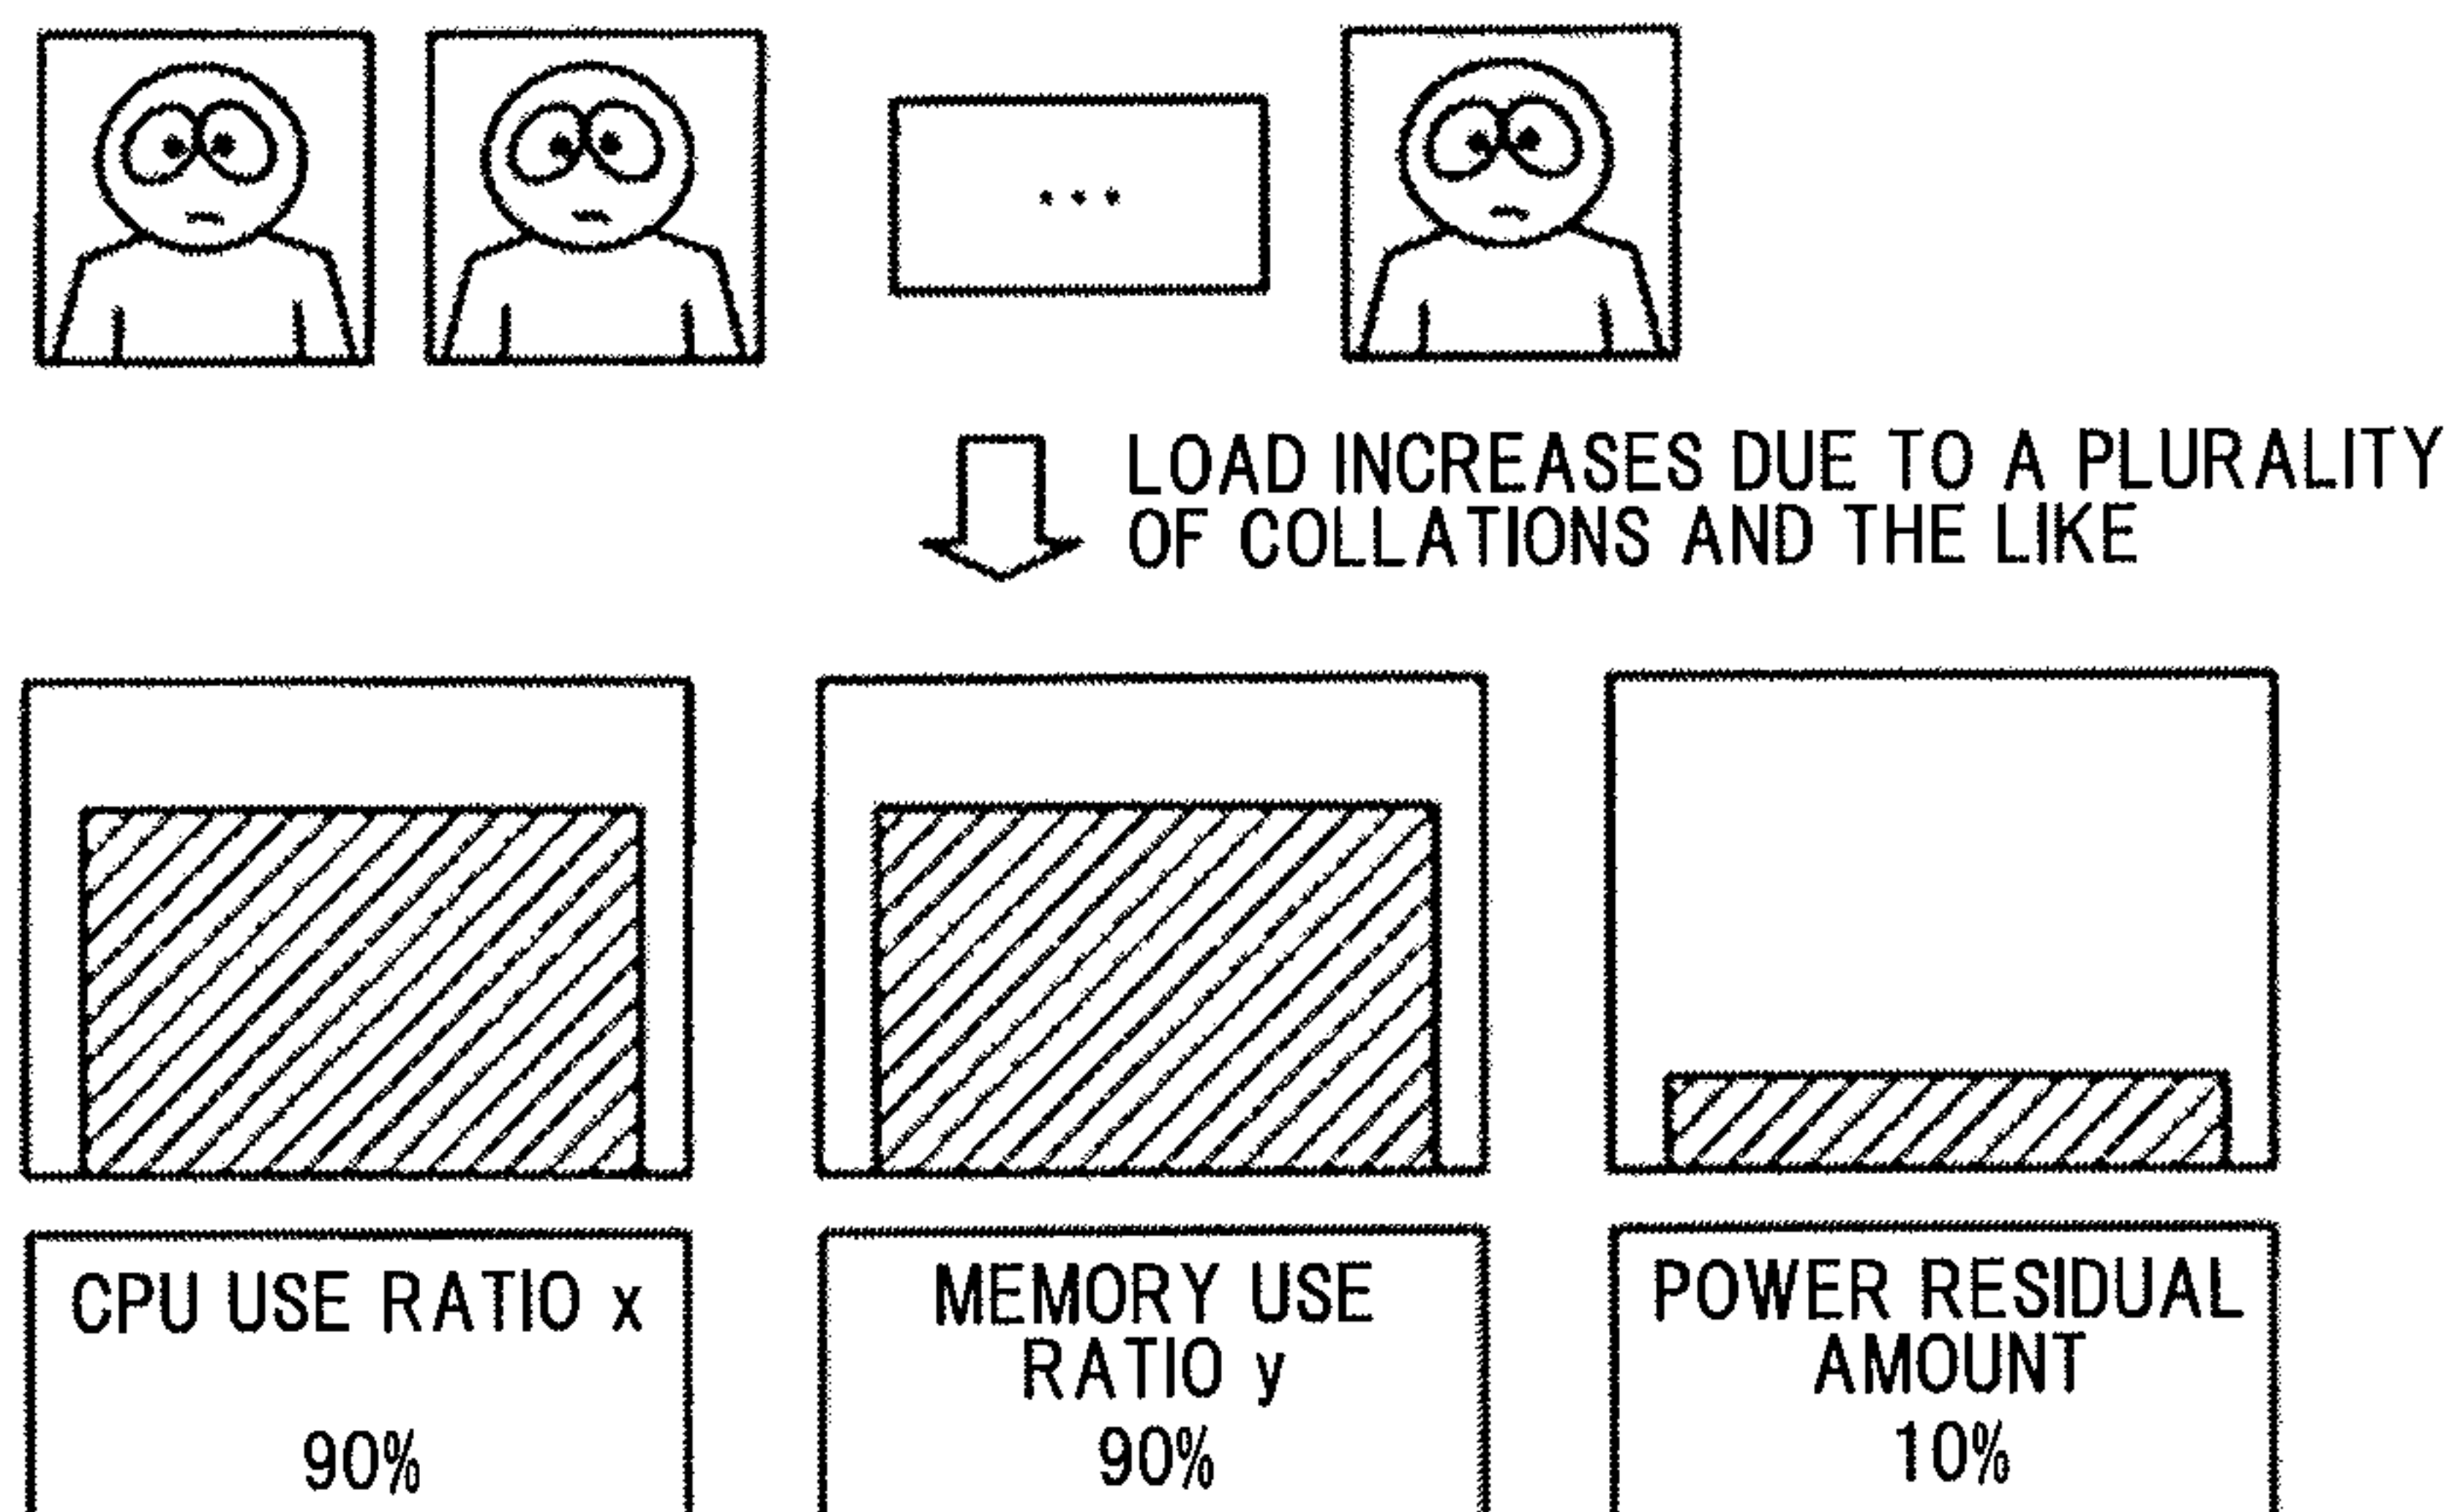 ...
LOAD INCREASES DUE TO A PLURALITY
OF COLLATIONS AND THE LIKE
CPU USE RATIO x
90%
MEMORY USE
RATIO y
90%
POWER RESIDUAL
AMOUNT
10%